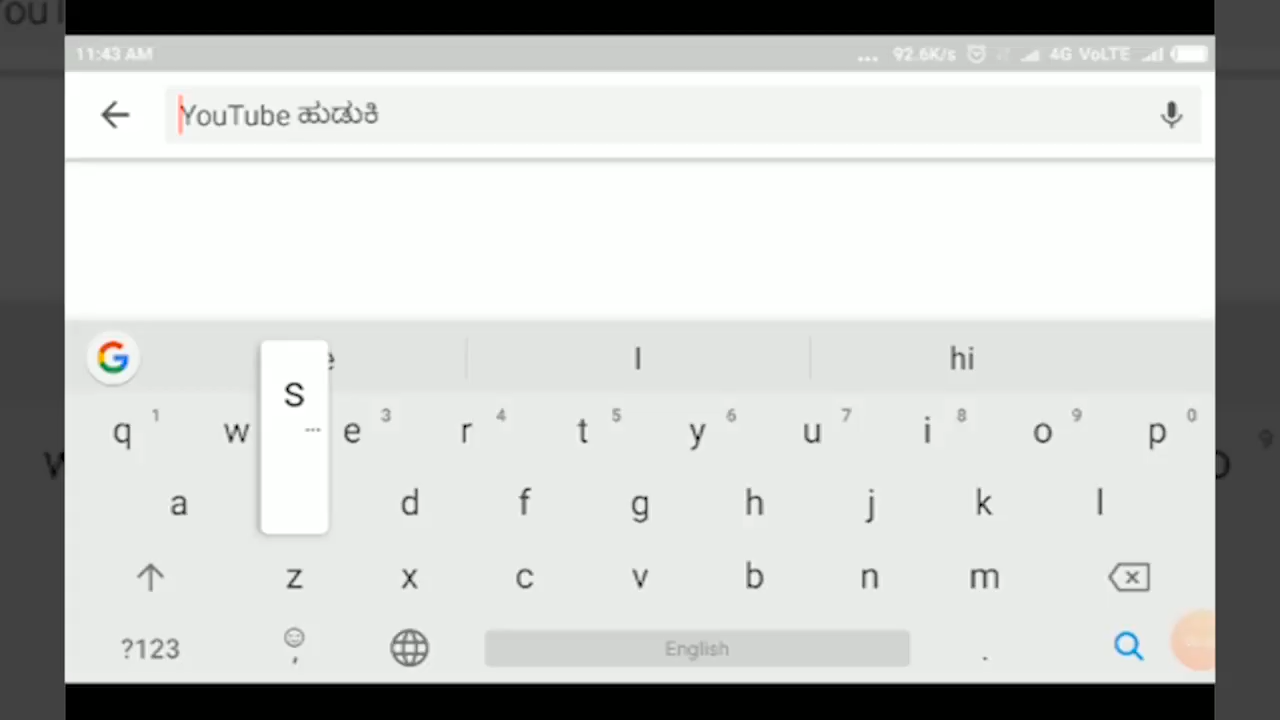 11:43 AM ... 92.6K/s 4G VoLTE
YouTube ಹುಡುಕಿ
I hi
S
q 1 w e 3 r 4 t 5 y 6 u 7 i 8 o 9 p 0
a d f g h j k l
z x c v b n m
?123 , English .